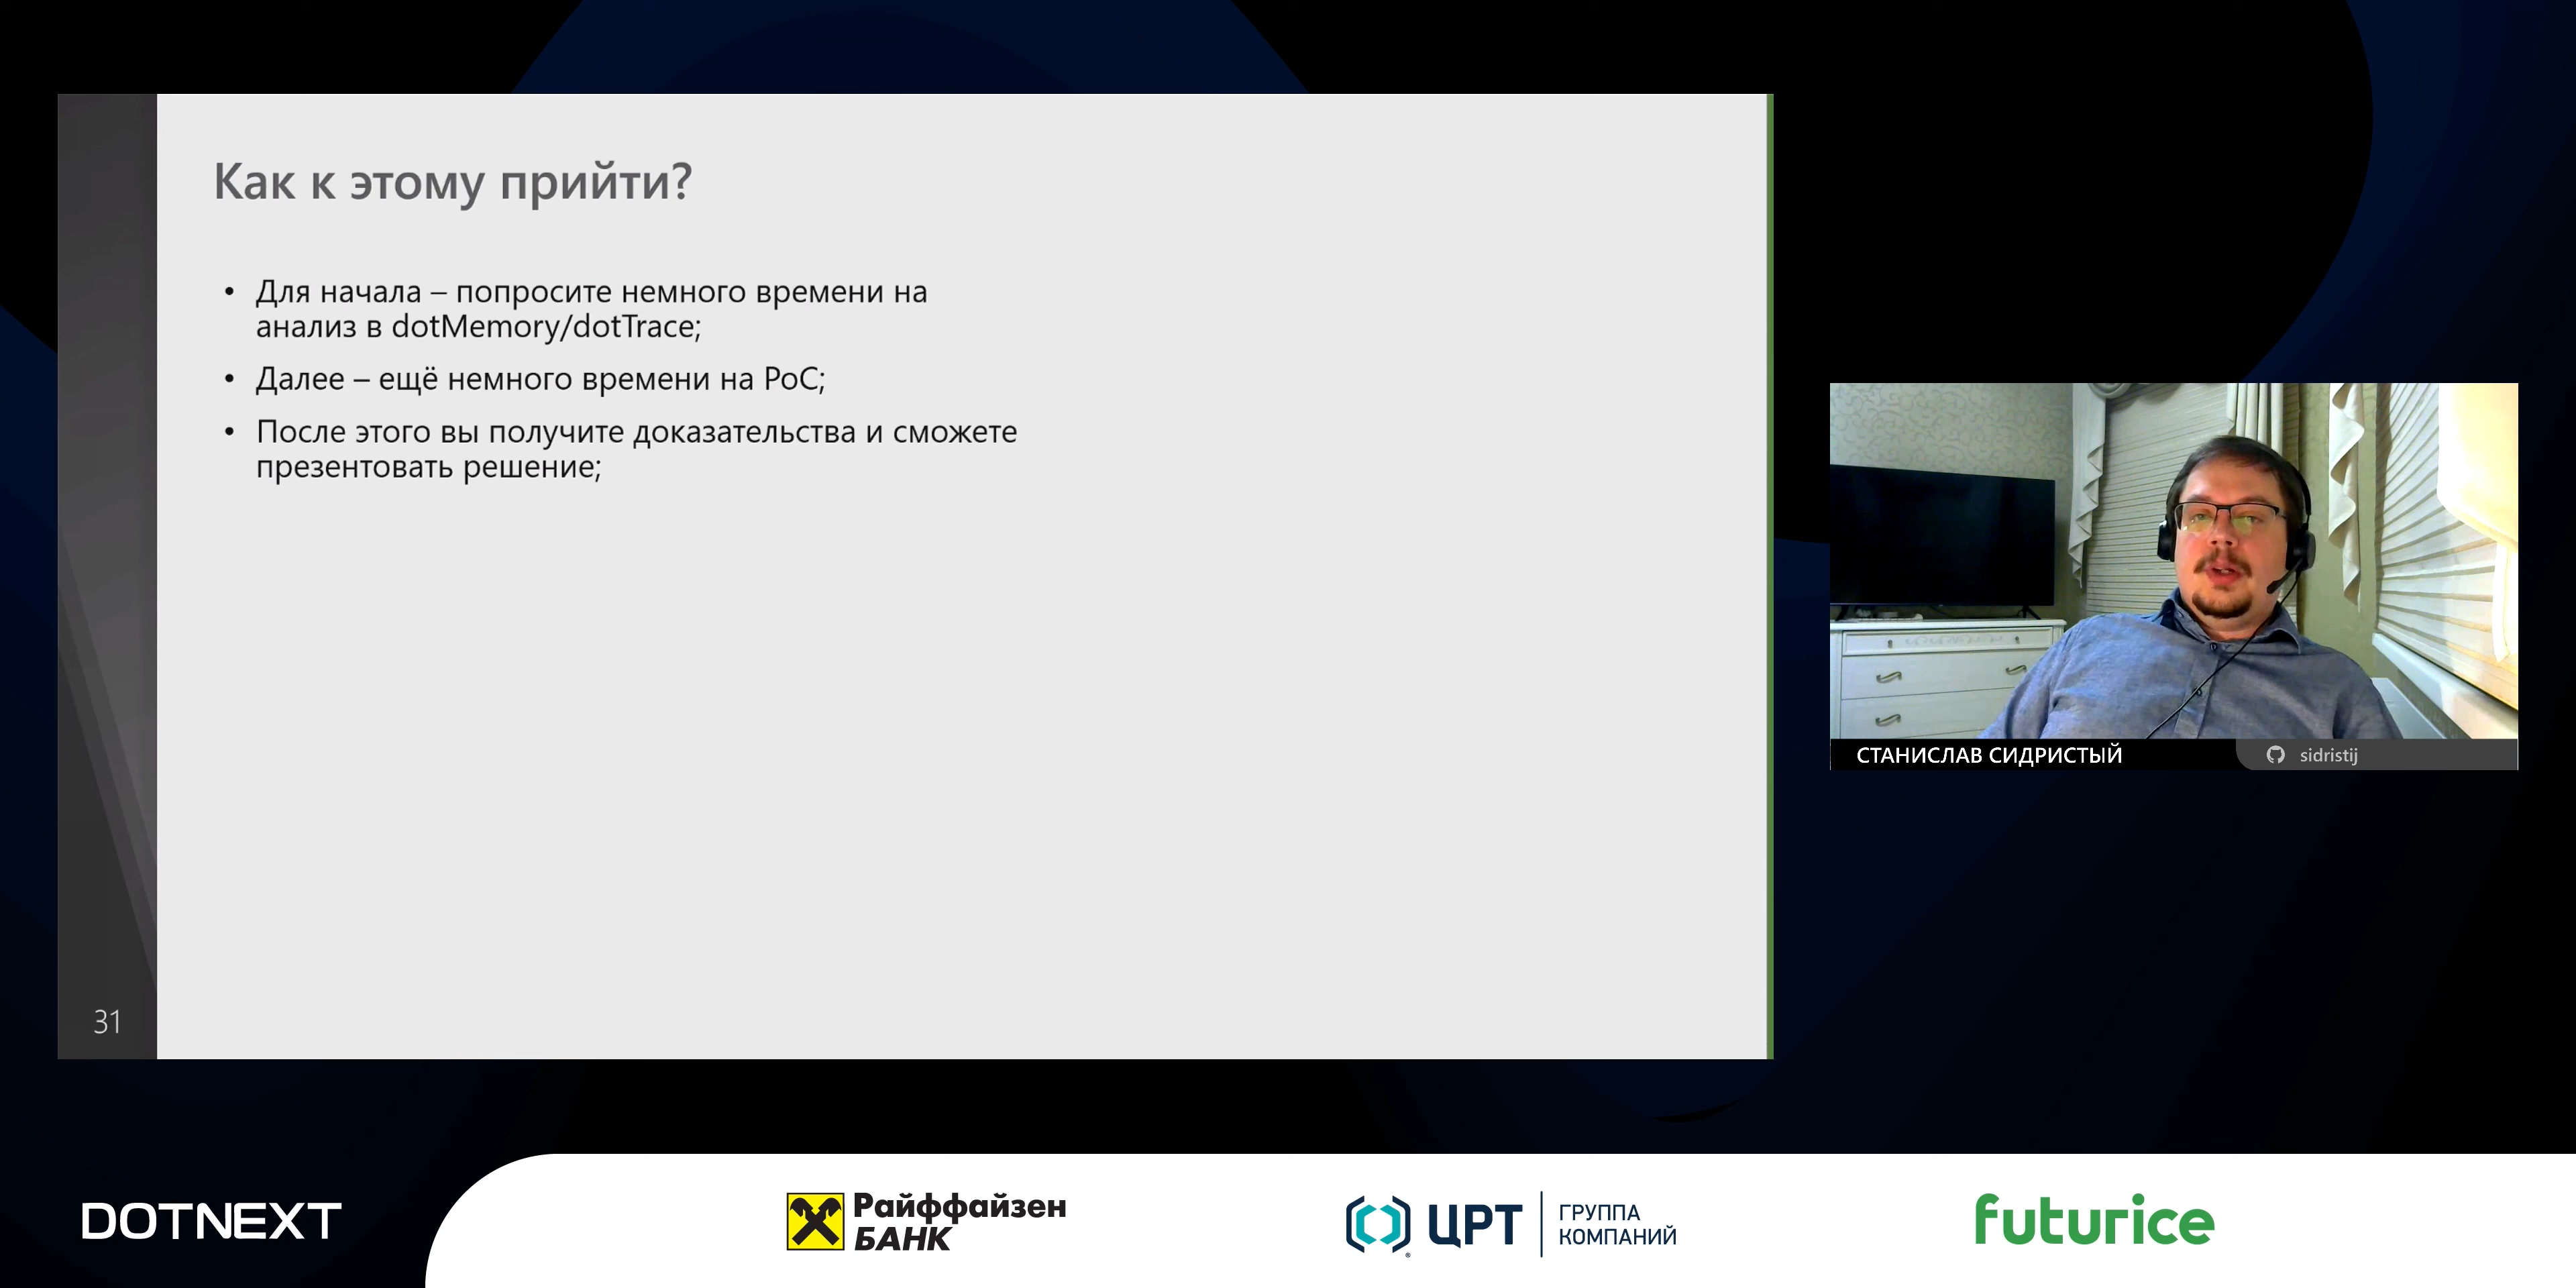 Как к этому прийти?
• Для начала – попросите немного времени на
анализ в dotMemory/dotTrace;
• Далее – ещё немного времени на PoC;
• После этого вы получите доказательства и сможете
презентовать решение;
31
СТАНИСЛАВ СИДРИСТЫЙ
sidristij
DOTNEXT
Райффайзен
БАНК
ЦРТ
ГРУППА
КОМПАНИЙ
futurice